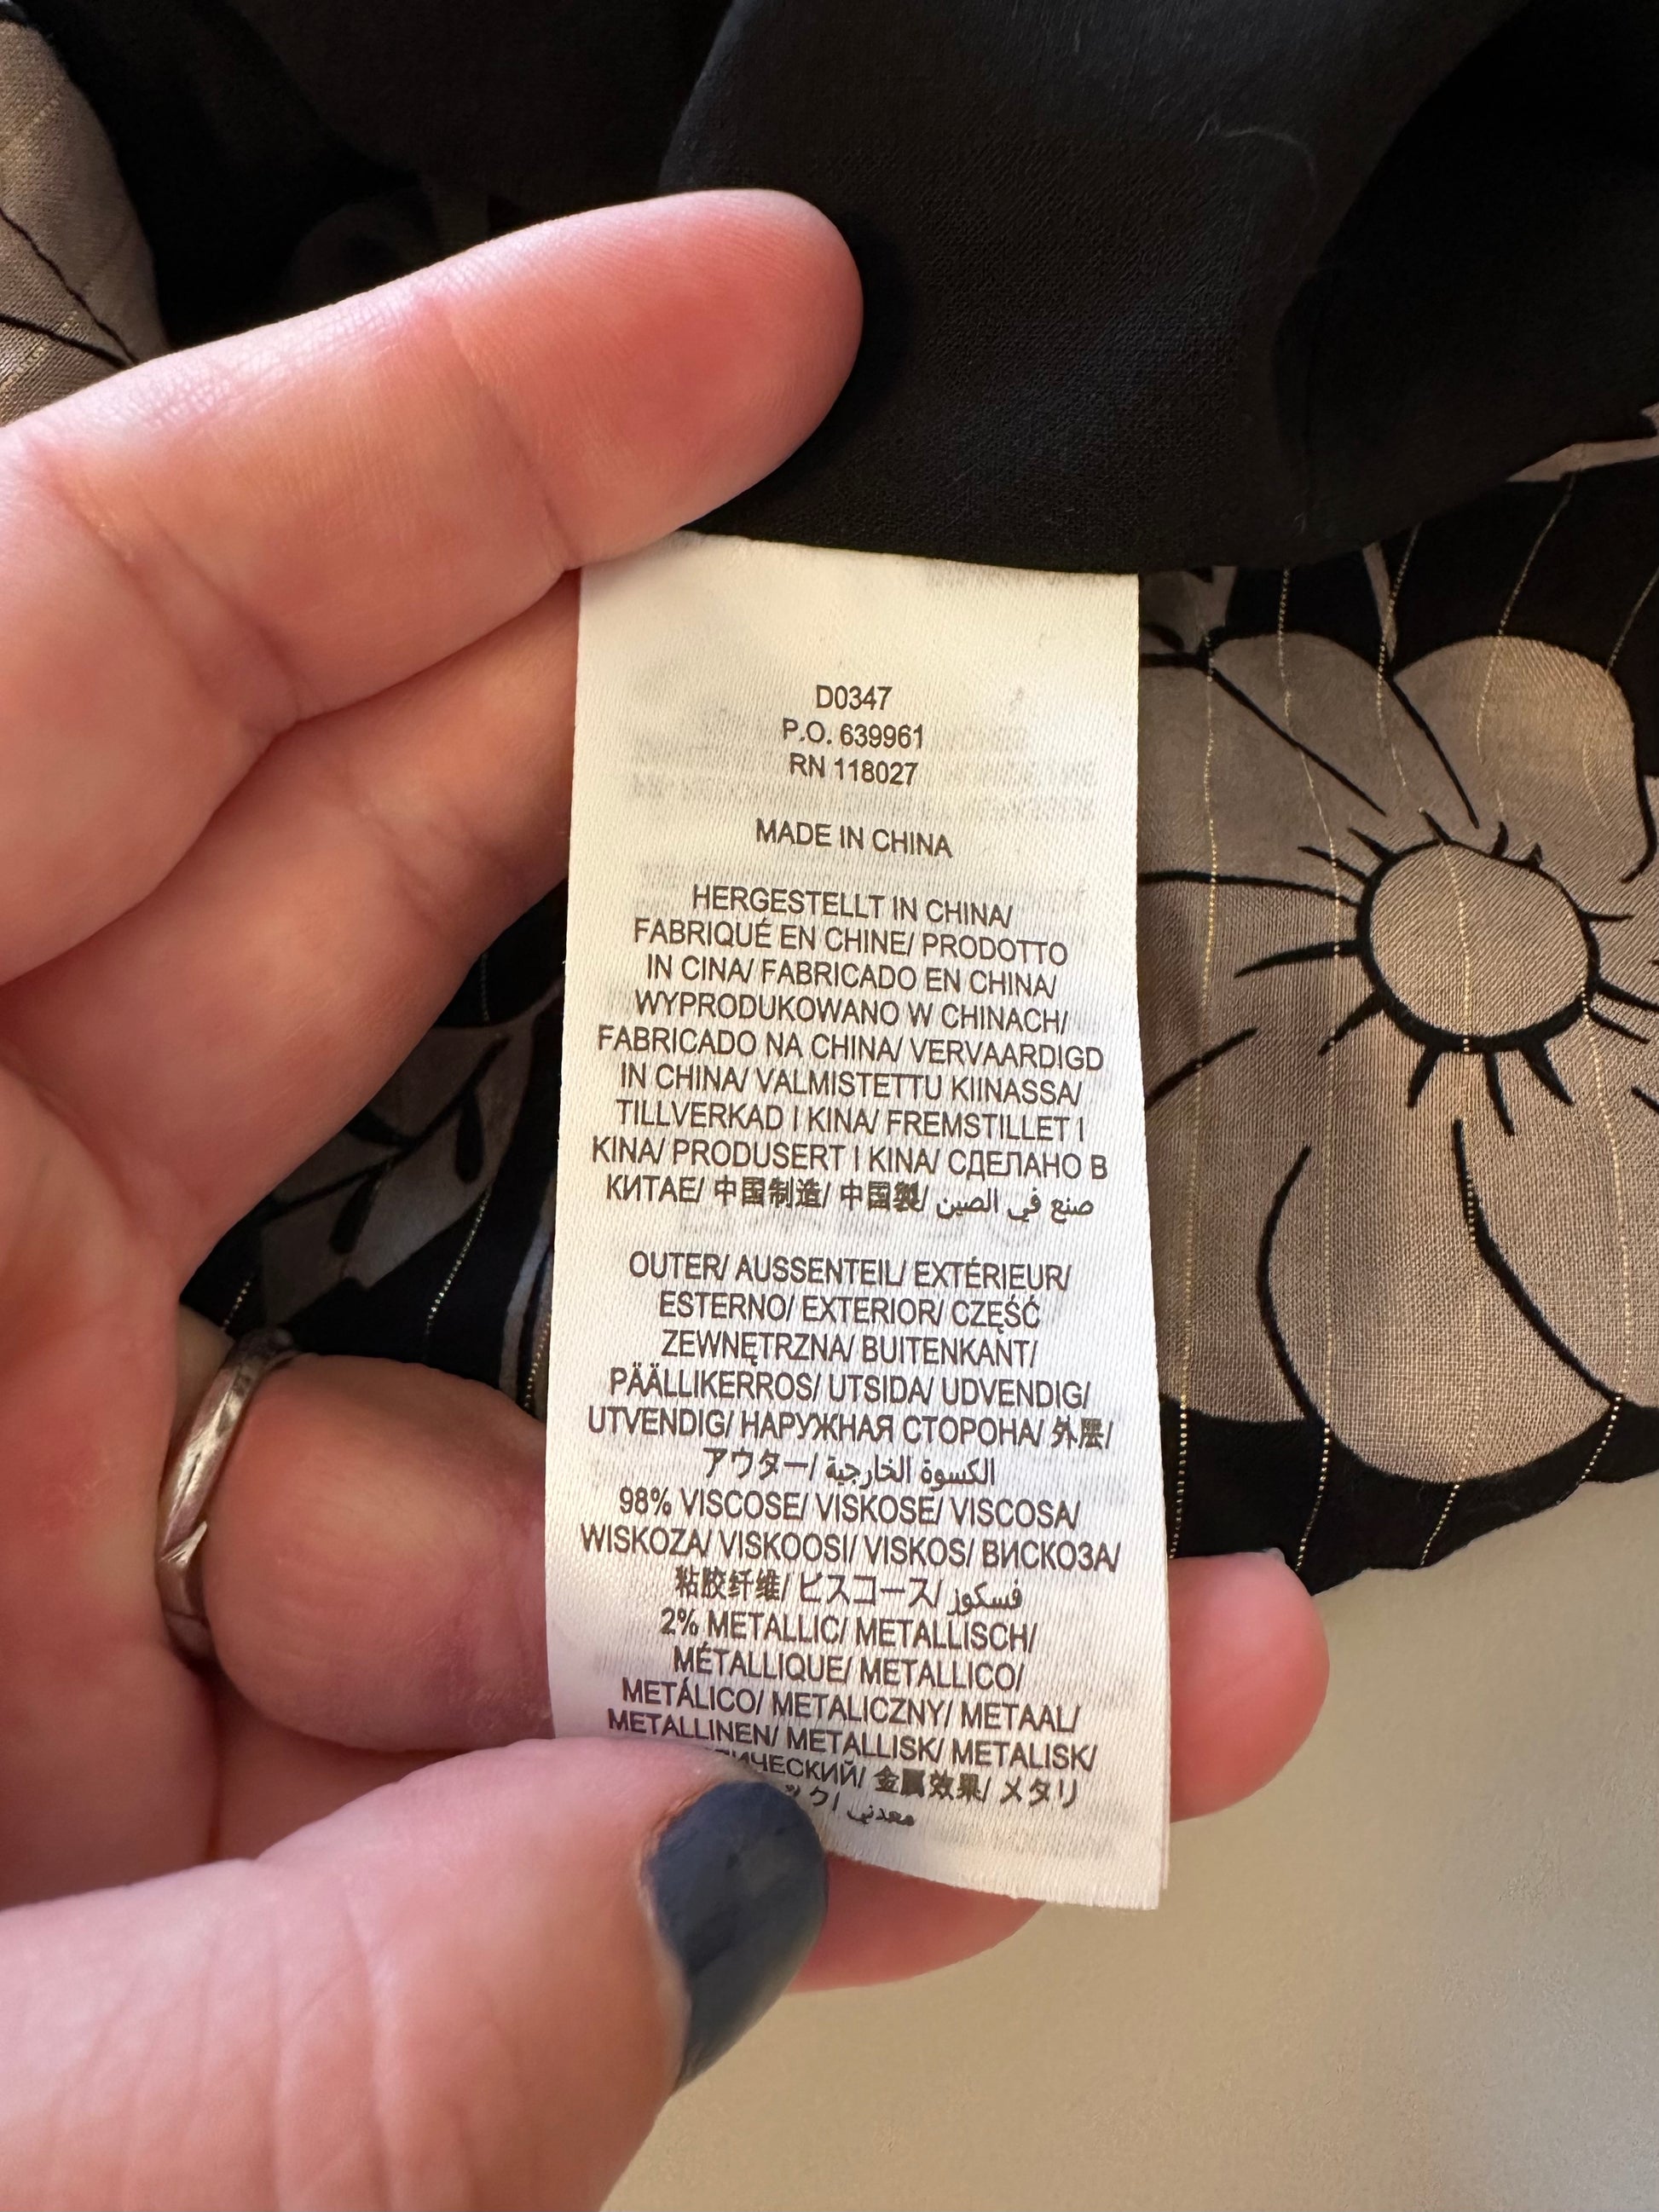 D0347
P.O. 639961
RN 118027
MADE IN CHINA
HERGESTELLT IN CHINA/
FABRIQUÉ EN CHINE/ PRODOTTO
IN CINA/ FABRICADO EN CHINA/
WYPRODUKOWANO W CHINACH/
FABRICADO NA CHINA/ VERVAARDIGD
IN CHINA/ VALMISTETTU KIINASSA/
TILLVERKAD I KINA/ FREMSTILLET I
KINA/ PRODUSERT I KINA/ СДЕЛАНО В
КИТАЕ/ 中国制造/ 中国製/ صنع في الصين
OUTER/ AUSSENTEIL/ EXTÉRIEUR/
ESTERNO/ EXTERIOR/ CZĘŚĆ
ZEWNĘTRZNA/ BUITENKANT/
PÄÄLLIKERROS/ UTSIDA/ UDVENDIG/
UTVENDIG/ НАРУЖНАЯ СТОРОНА/ 外层/
アウター/ الكسوة الخارجية
98% VISCOSE/ VISKOSE/ VISCOSA/
WISKOZA/ VISKOOSI/ VISKOS/ ВИСКОЗА/
粘胶纤维/ ビスコース/ فسكوز
2% METALLIC/ METALLISCH/
MÉTALLIQUE/ METALLICO/
METÁLICO/ METALICZNY/ METAAL/
METALLINEN/ METALLISK/ METALISK/
金属效果/ メタリ
ック/ معدني